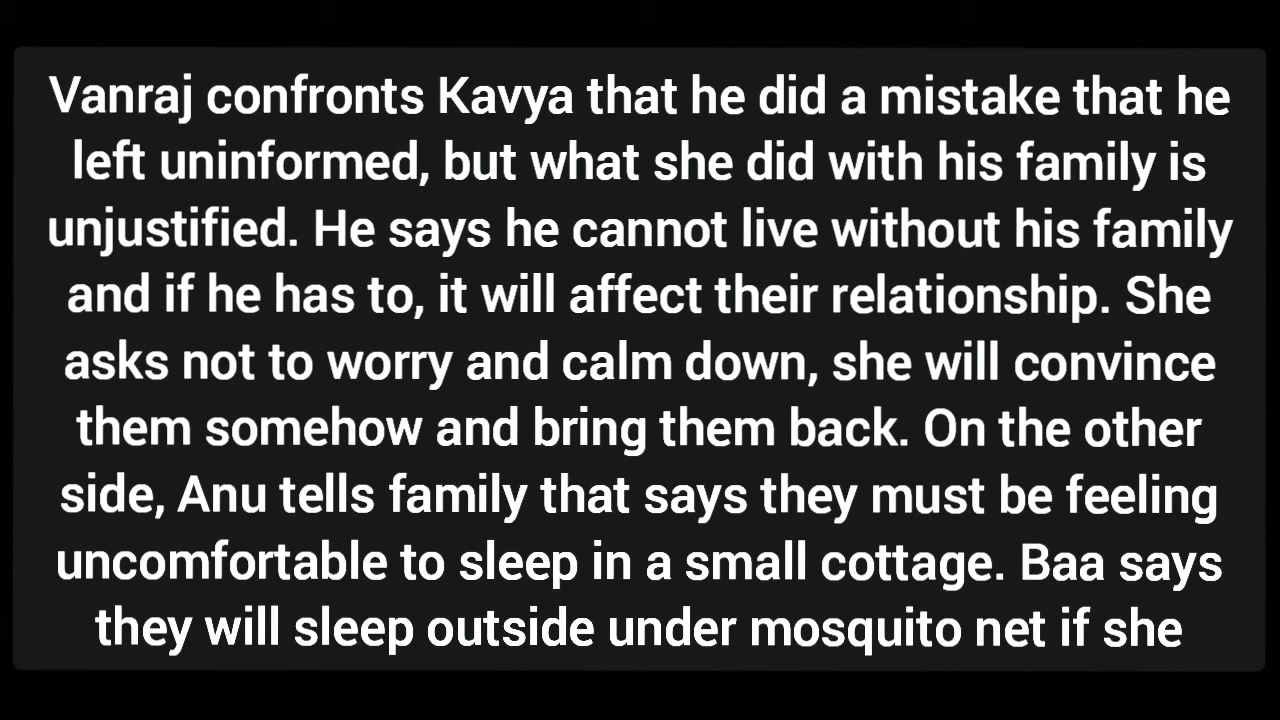 Vanraj confronts Kavya that he did a mistake that he
left uninformed, but what she did with his family is
unjustified. He says he cannot live without his family
and if he has to, it will affect their relationship. She
asks not to worry and calm down, she will convince
them somehow and bring them back. On the other
side, Anu tells family that says they must be feeling
uncomfortable to sleep in a small cottage. Baa says
they will sleep outside under mosquito net if she